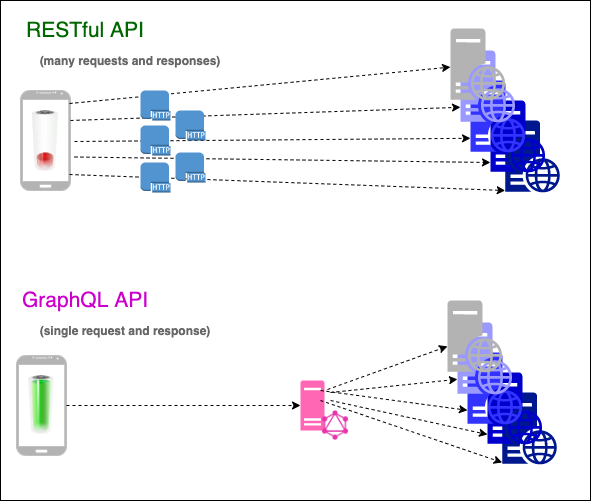 RESTful API
(many requests and responses)
HTTP
HTTP
HTTP
HTTP
HTTP
GraphQL API
(single request and response)